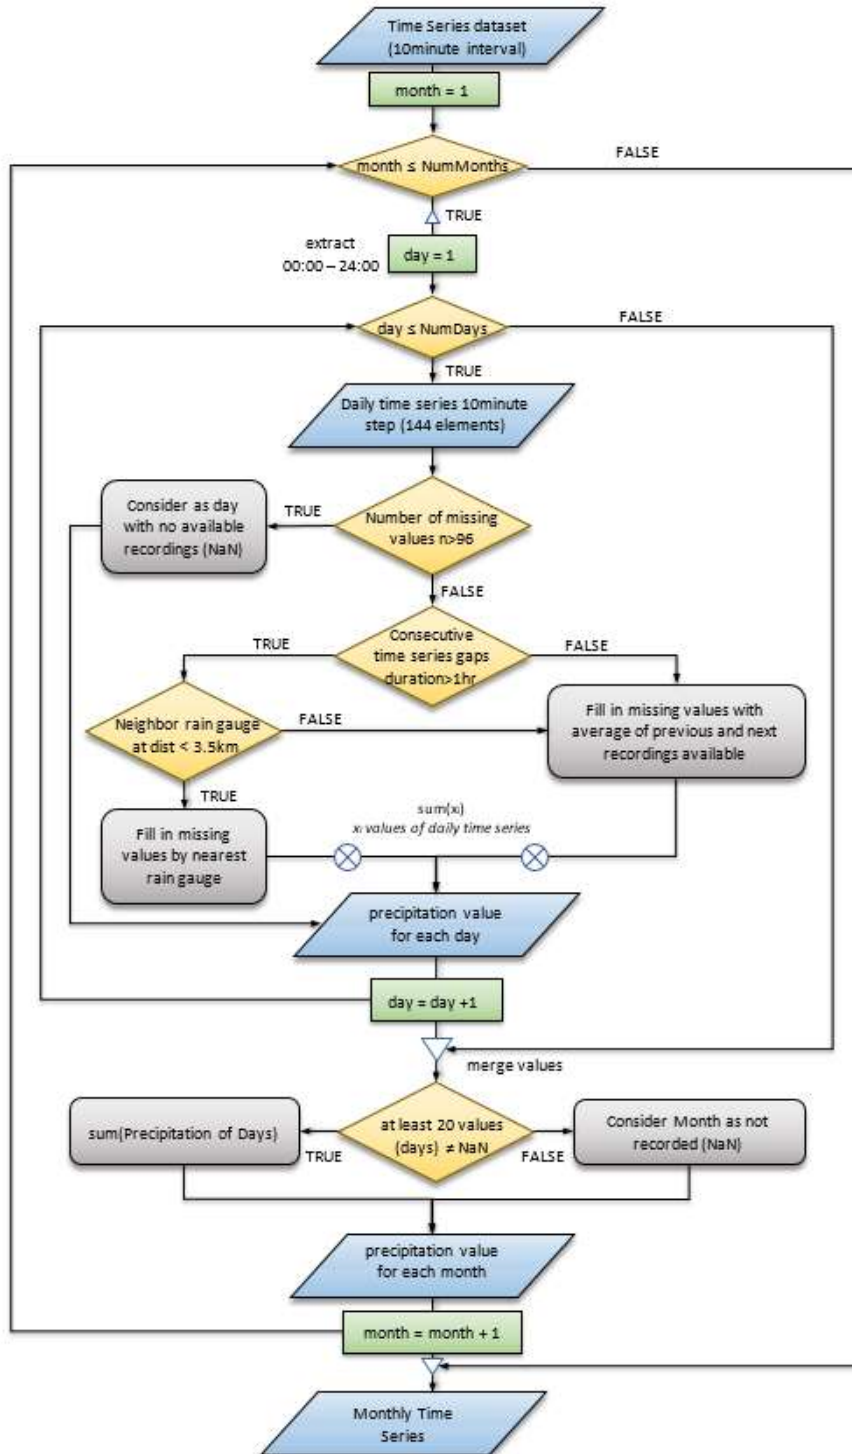 Time Series dataset
(10minute interval)
month = 1
month ≤ NumMonths
FALSE
TRUE
extract
00:00 – 24:00
day = 1
day ≤ NumDays
FALSE
TRUE
Daily time series 10minute
step (144 elements)
Consider as day
with no available
recordings (NaN)
TRUE
Number of missing
values n>96
FALSE
Consecutive
time series gaps
duration>1hr
TRUE
FALSE
Neighbor rain gauge
at dist < 3.5km
FALSE
Fill in missing values with
average of previous and next
recordings available
TRUE
Fill in missing
values by nearest
rain gauge
sum(xᵢ)
xᵢ values of daily time series
precipitation value
for each day
day = day +1
merge values
sum(Precipitation of Days)
TRUE
at least 20 values
(days) ≠ NaN
FALSE
Consider Month as not
recorded (NaN)
precipitation value
for each month
month = month + 1
Monthly Time
Series